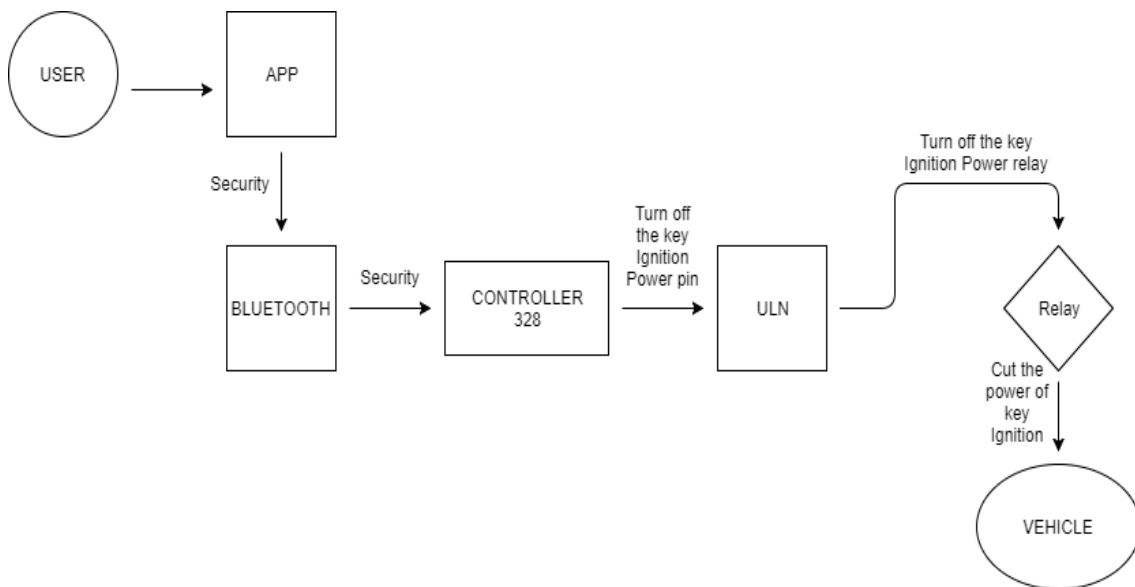 USER
APP
Security
BLUETOOTH
Security
CONTROLLER
328
Turn off
the key
Ignition
Power pin
ULN
Turn off the key
Ignition Power relay
Relay
Cut the
power of
key
Ignition
VEHICLE